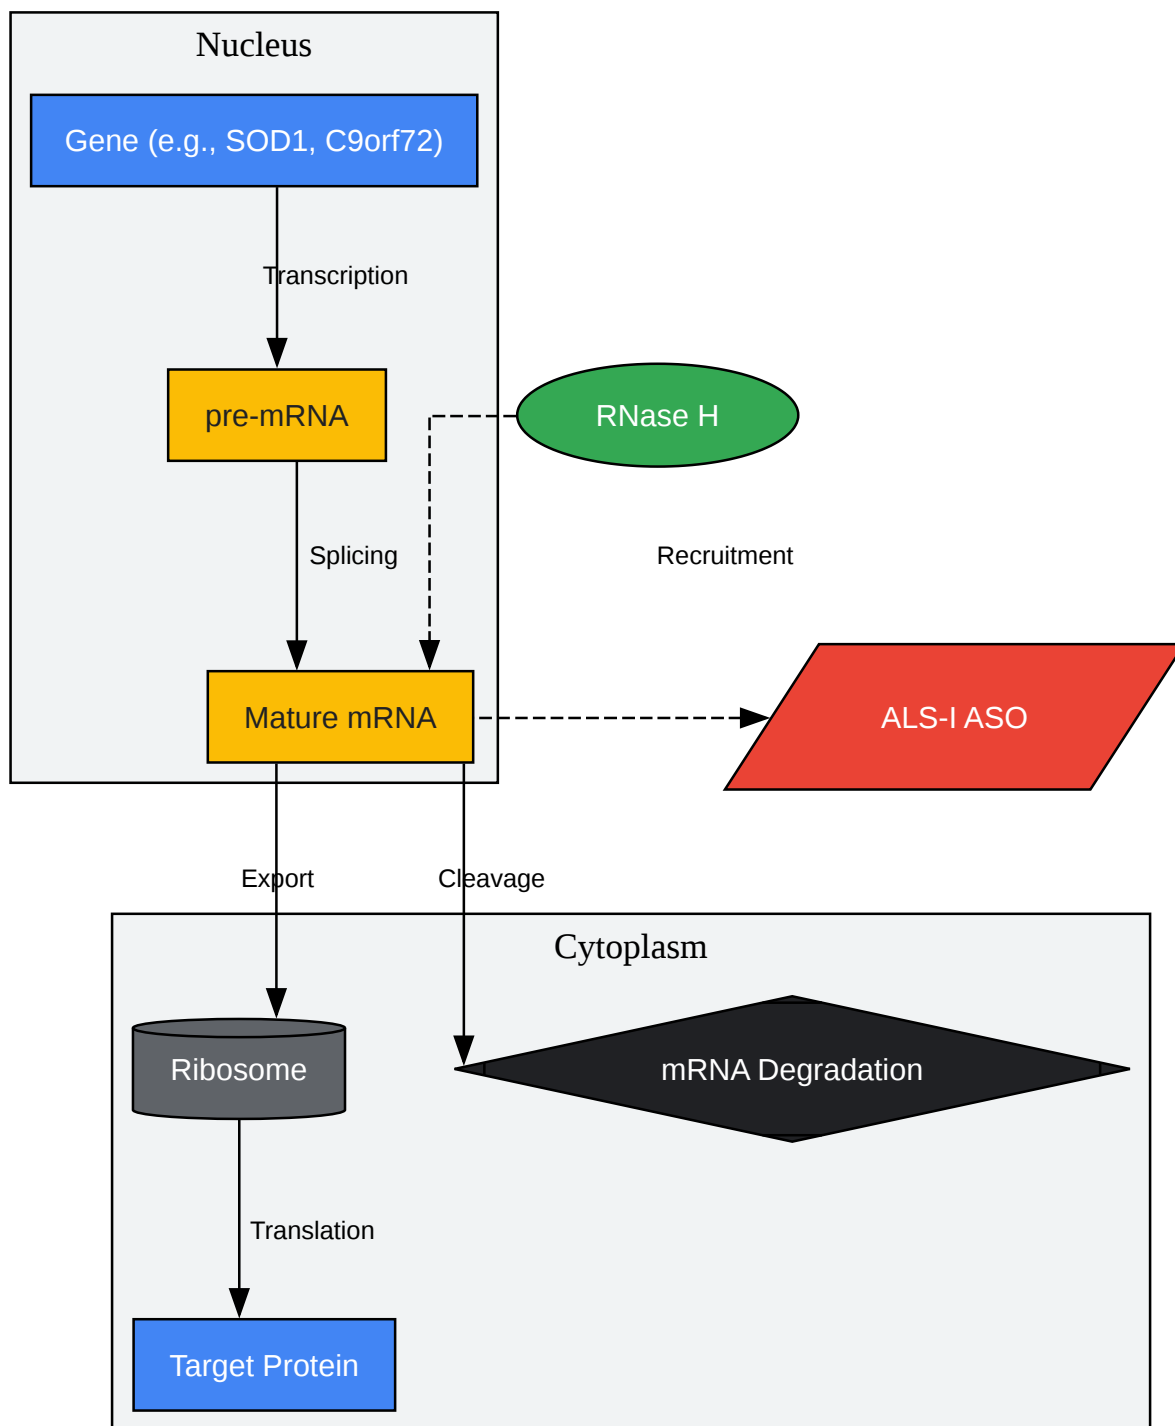 Nucleus
Gene (e.g., SOD1, C9orf72)
Transcription
pre-mRNA
RNase H
Splicing
Recruitment
Mature mRNA
ALS-I ASO
Export
Cleavage
Cytoplasm
Ribosome
mRNA Degradation
Translation
Target Protein